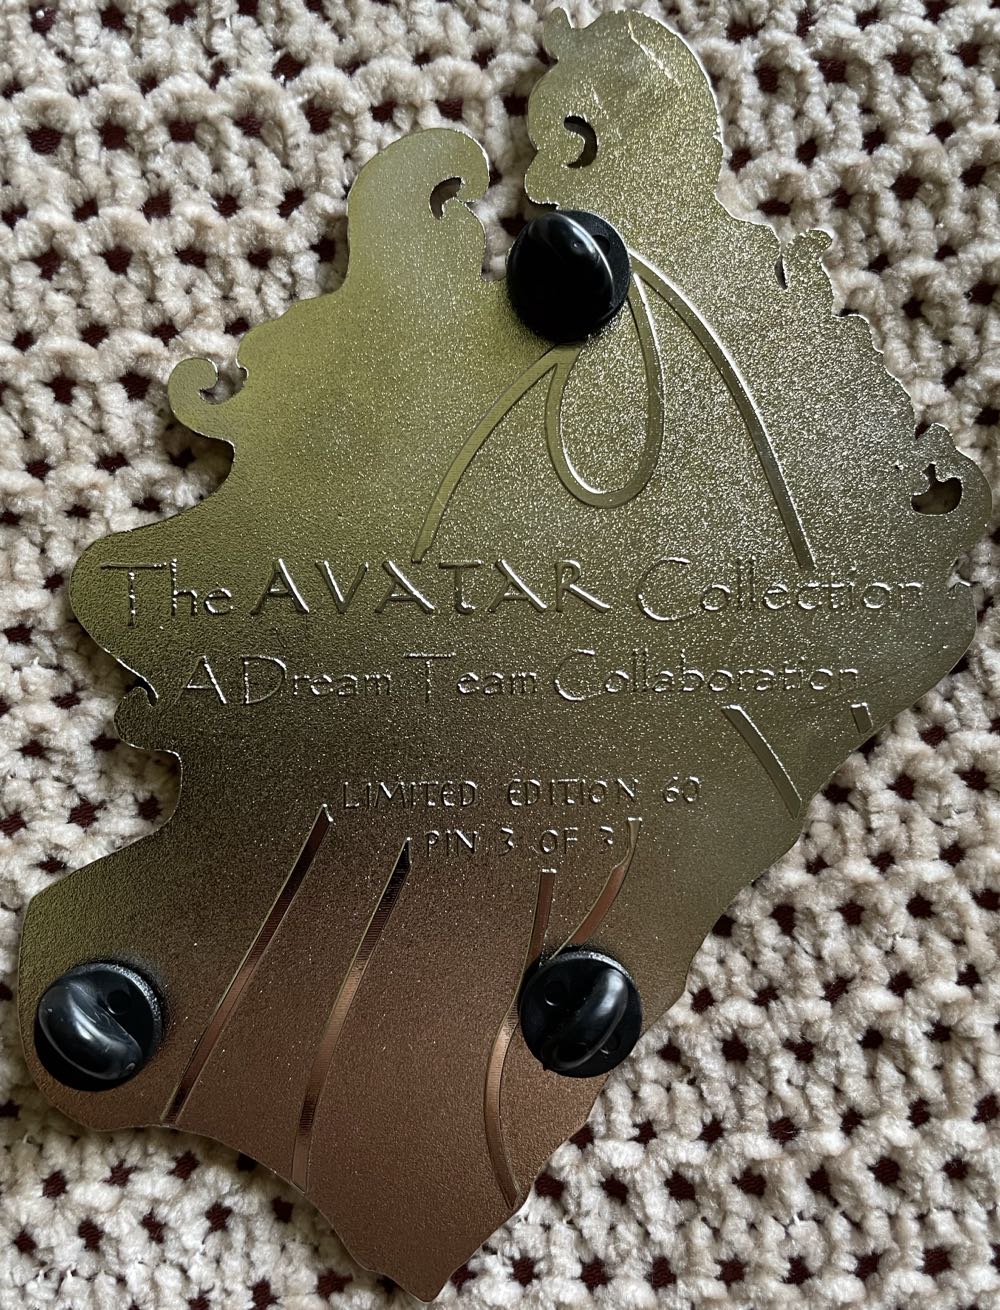 The AVATAR Collection
A Dream Team Collaboration
LIMITED EDITION 60
PIN 3 OF 3